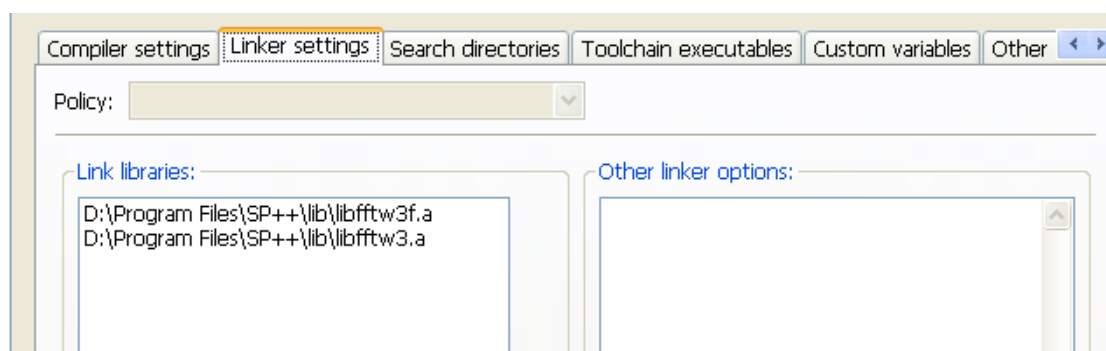 Compiler settings Linker settings Search directories Toolchain executables Custom variables Other
Policy:
Link libraries:
D:\Program Files\SP++\lib\libfftw3f.a
D:\Program Files\SP++\lib\libfftw3.a
Other linker options: